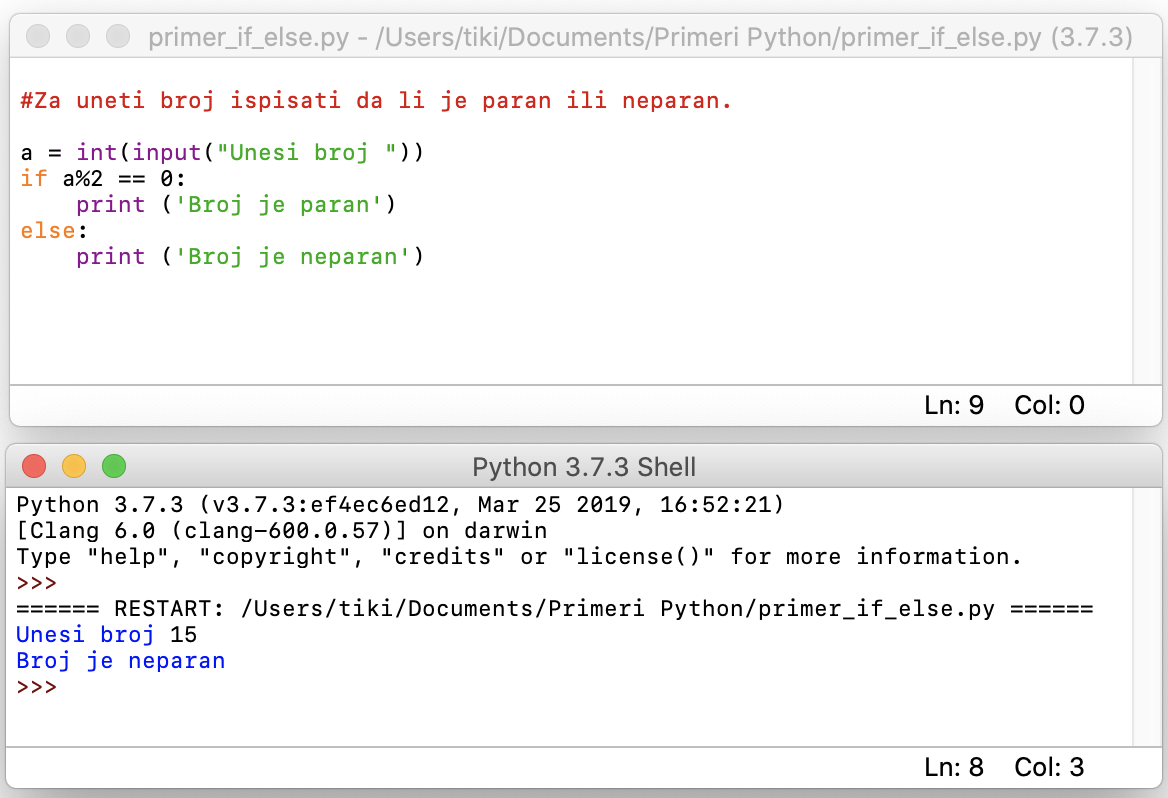 primer_if_else.py - /Users/tiki/Documents/Primeri Python/primer_if_else.py (3.7.3)
#Za uneti broj ispisati da li je paran ili neparan.
a = int(input("Unesi broj "))
if a%2 == 0:
    print ('Broj je paran')
else:
    print ('Broj je neparan')
Ln: 9 Col: 0
Python 3.7.3 Shell
Python 3.7.3 (v3.7.3:ef4ec6ed12, Mar 25 2019, 16:52:21)
[Clang 6.0 (clang-600.0.57)] on darwin
Type "help", "copyright", "credits" or "license()" for more information.
>>>
====== RESTART: /Users/tiki/Documents/Primeri Python/primer_if_else.py ======
Unesi broj 15
Broj je neparan
>>>
Ln: 8 Col: 3